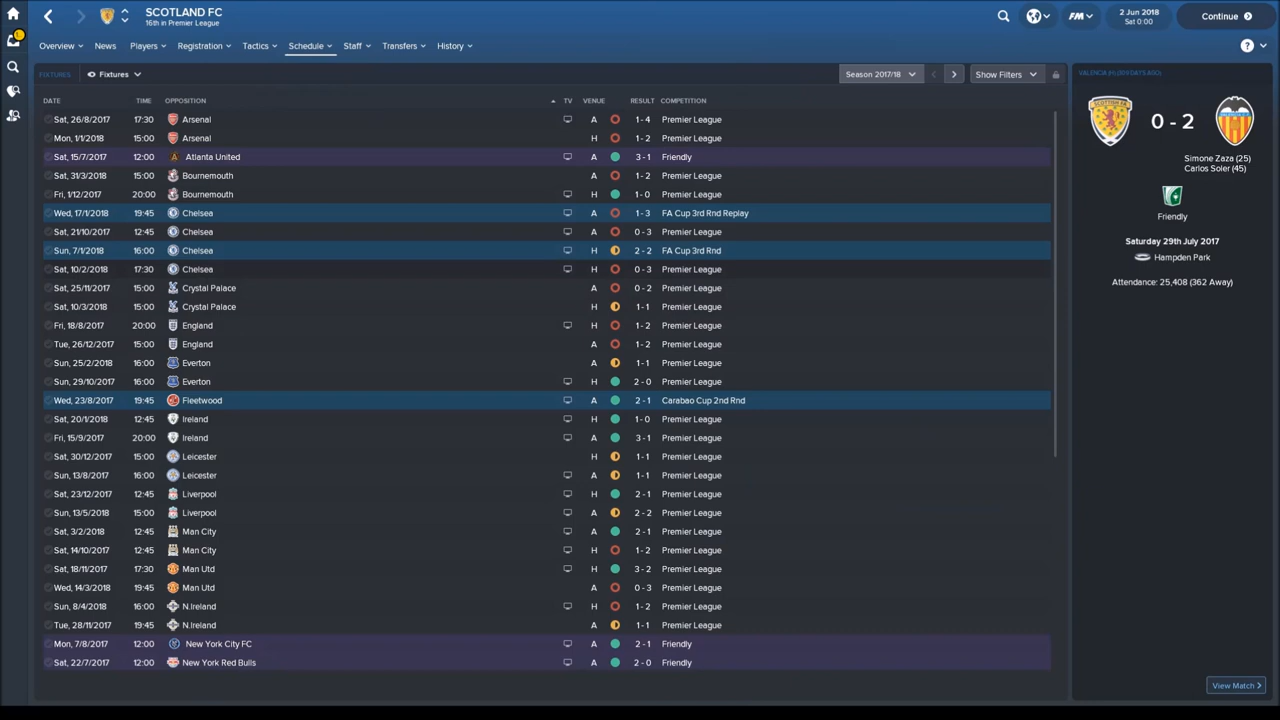 SCOTLAND FC
16th in Premier League
FM
2 Jun 2018
Sat 0:00
Continue
Overview News Players Registration Tactics Schedule Staff Transfers History
FIXTURES Fixtures Season 2017/18 Show Filters
DATE TIME OPPOSITION TV VENUE RESULT COMPETITION
Sat, 26/8/2017 17:30 Arsenal A 1-4 Premier League
Mon, 1/1/2018 15:00 Arsenal H 1-2 Premier League
Sat, 15/7/2017 12:00 Atlanta United A 3-1 Friendly
Sat, 31/3/2018 15:00 Bournemouth A 1-2 Premier League
Fri, 1/12/2017 20:00 Bournemouth H 1-0 Premier League
Wed, 17/1/2018 19:45 Chelsea A 1-3 FA Cup 3rd Rnd Replay
Sat, 21/10/2017 12:45 Chelsea A 0-3 Premier League
Sun, 7/1/2018 16:00 Chelsea H 2-2 FA Cup 3rd Rnd
Sat, 10/2/2018 17:30 Chelsea H 0-3 Premier League
Sat, 25/11/2017 15:00 Crystal Palace A 0-2 Premier League
Sat, 10/3/2018 15:00 Crystal Palace H 1-1 Premier League
Fri, 18/8/2017 20:00 England H 1-2 Premier League
Tue, 26/12/2017 15:00 England A 1-2 Premier League
Sun, 25/2/2018 16:00 Everton A 1-1 Premier League
Sun, 29/10/2017 16:00 Everton H 2-0 Premier League
Wed, 23/8/2017 19:45 Fleetwood A 2-1 Carabao Cup 2nd Rnd
Sat, 20/1/2018 12:45 Ireland H 1-0 Premier League
Fri, 15/9/2017 20:00 Ireland A 3-1 Premier League
Sat, 30/12/2017 15:00 Leicester H 1-1 Premier League
Sun, 13/8/2017 16:00 Leicester A 1-1 Premier League
Sat, 23/12/2017 12:45 Liverpool H 2-1 Premier League
Sun, 13/5/2018 15:00 Liverpool A 2-2 Premier League
Sat, 3/2/2018 12:45 Man City A 2-1 Premier League
Sat, 14/10/2017 12:45 Man City H 1-2 Premier League
Sat, 18/11/2017 17:30 Man Utd H 3-2 Premier League
Wed, 14/3/2018 19:45 Man Utd A 0-3 Premier League
Sun, 8/4/2018 16:00 N.Ireland H 1-2 Premier League
Tue, 28/11/2017 19:45 N.Ireland A 1-1 Premier League
Mon, 7/8/2017 12:00 New York City FC A 2-1 Friendly
Sat, 22/7/2017 12:00 New York Red Bulls A 2-0 Friendly
VALENCIA (H) (309 DAYS AGO)
SCOTTISH FA
0 - 2
Simone Zaza (25)
Carlos Soler (45)
Friendly
Saturday 29th July 2017
Hampden Park
Attendance: 25,408 (362 Away)
View Match